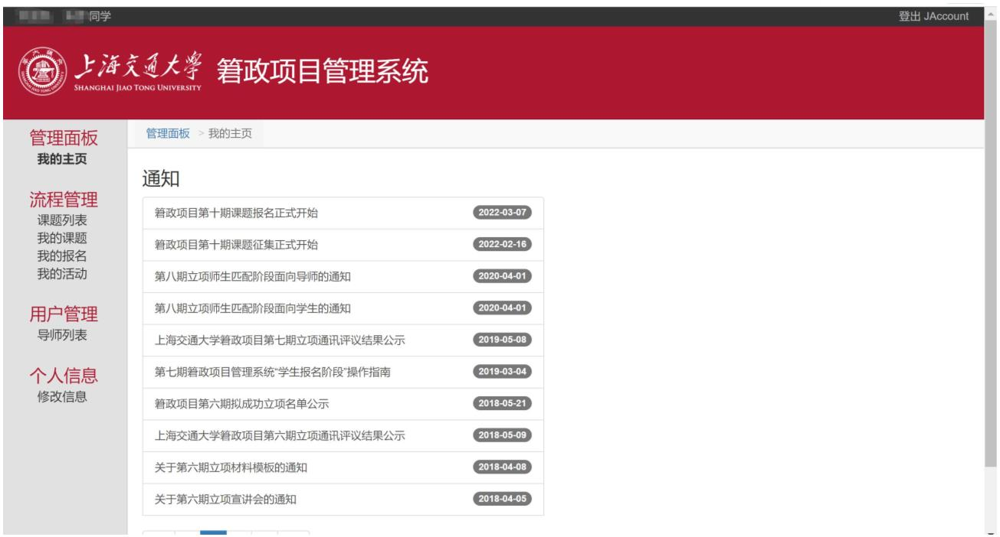 同学
登出 JAccount
上海交通大學
SHANGHAI JIAO TONG UNIVERSITY
箬政项目管理系统
管理面板
我的主页
流程管理
课题列表
我的课题
我的报名
我的活动
用户管理
导师列表
个人信息
修改信息
管理面板 > 我的主页
通知
箬政项目第十期课题报名正式开始 2022-03-07
箬政项目第十期课题征集正式开始 2022-02-16
第八期立项师生匹配阶段面向导师的通知 2020-04-01
第八期立项师生匹配阶段面向学生的通知 2020-04-01
上海交通大学箬政项目第七期立项通讯评议结果公示 2019-05-08
第七期箬政项目管理系统“学生报名阶段”操作指南 2019-03-04
箬政项目第六期拟成功立项名单公示 2018-05-21
上海交通大学箬政项目第六期立项通讯评议结果公示 2018-05-09
关于第六期立项材料模板的通知 2018-04-08
关于第六期立项宣讲会的通知 2018-04-05